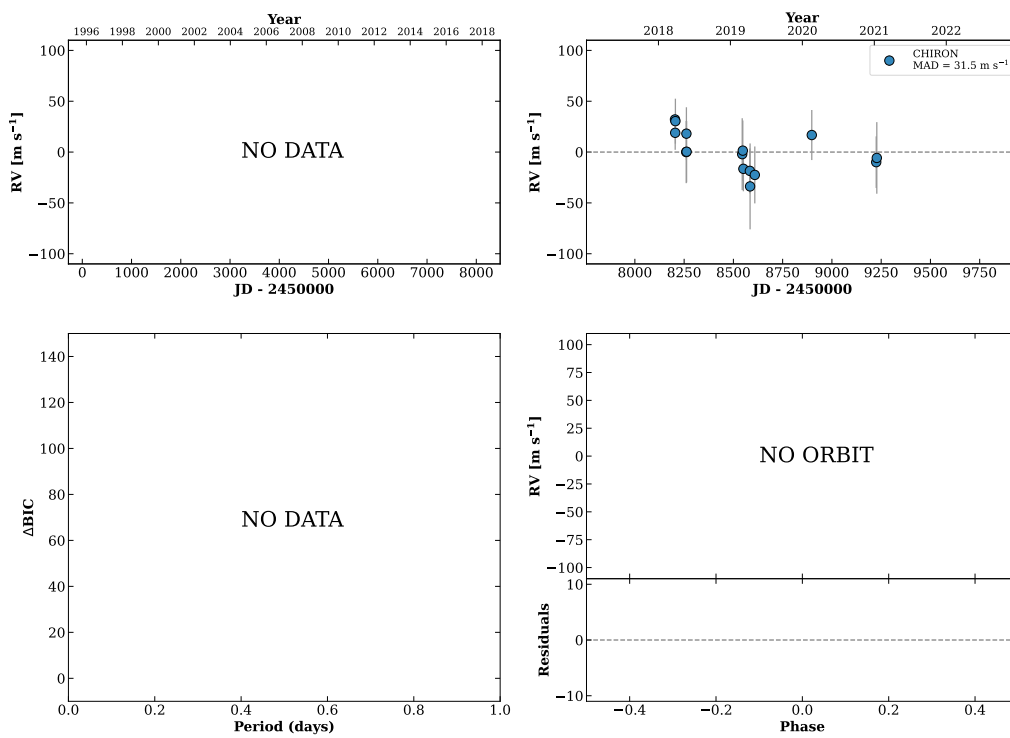 Year
1996 1998 2000 2002 2004 2006 2008 2010 2012 2014 2016 2018
100
50
0
−50
−100
RV [m s⁻¹]
NO DATA
0 1000 2000 3000 4000 5000 6000 7000 8000
JD - 2450000
Year
2018 2019 2020 2021 2022
CHIRON
MAD = 31.5 m s⁻¹
100
50
0
−50
−100
RV [m s⁻¹]
8000 8250 8500 8750 9000 9250 9500 9750
JD - 2450000
140
120
100
80
60
40
20
0
ΔBIC
NO DATA
0.0 0.2 0.4 0.6 0.8 1.0
Period (days)
100
75
50
25
0
−25
−50
−75
−100
RV [m s⁻¹]
NO ORBIT
10
0
−10
Residuals
−0.4 −0.2 0.0 0.2 0.4
Phase